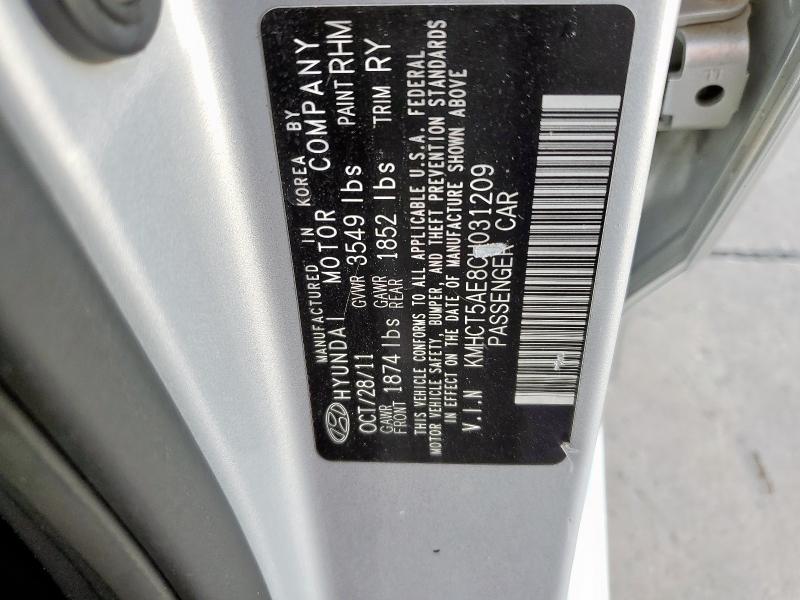 MANUFACTURED IN KOREA BY
HYUNDAI MOTOR COMPANY
OCT/28/11 GVWR 3549 lbs PAINT RHM
GAWR FRONT 1874 lbs GAWR REAR 1852 lbs TRIM RY
THIS VEHICLE CONFORMS TO ALL APPLICABLE U.S.A. FEDERAL
MOTOR VEHICLE SAFETY, BUMPER, AND THEFT PREVENTION STANDARDS
IN EFFECT ON THE DATE OF MANUFACTURE SHOWN ABOVE
V.I.N KMHCT5AE8CU031209
PASSENGER CAR